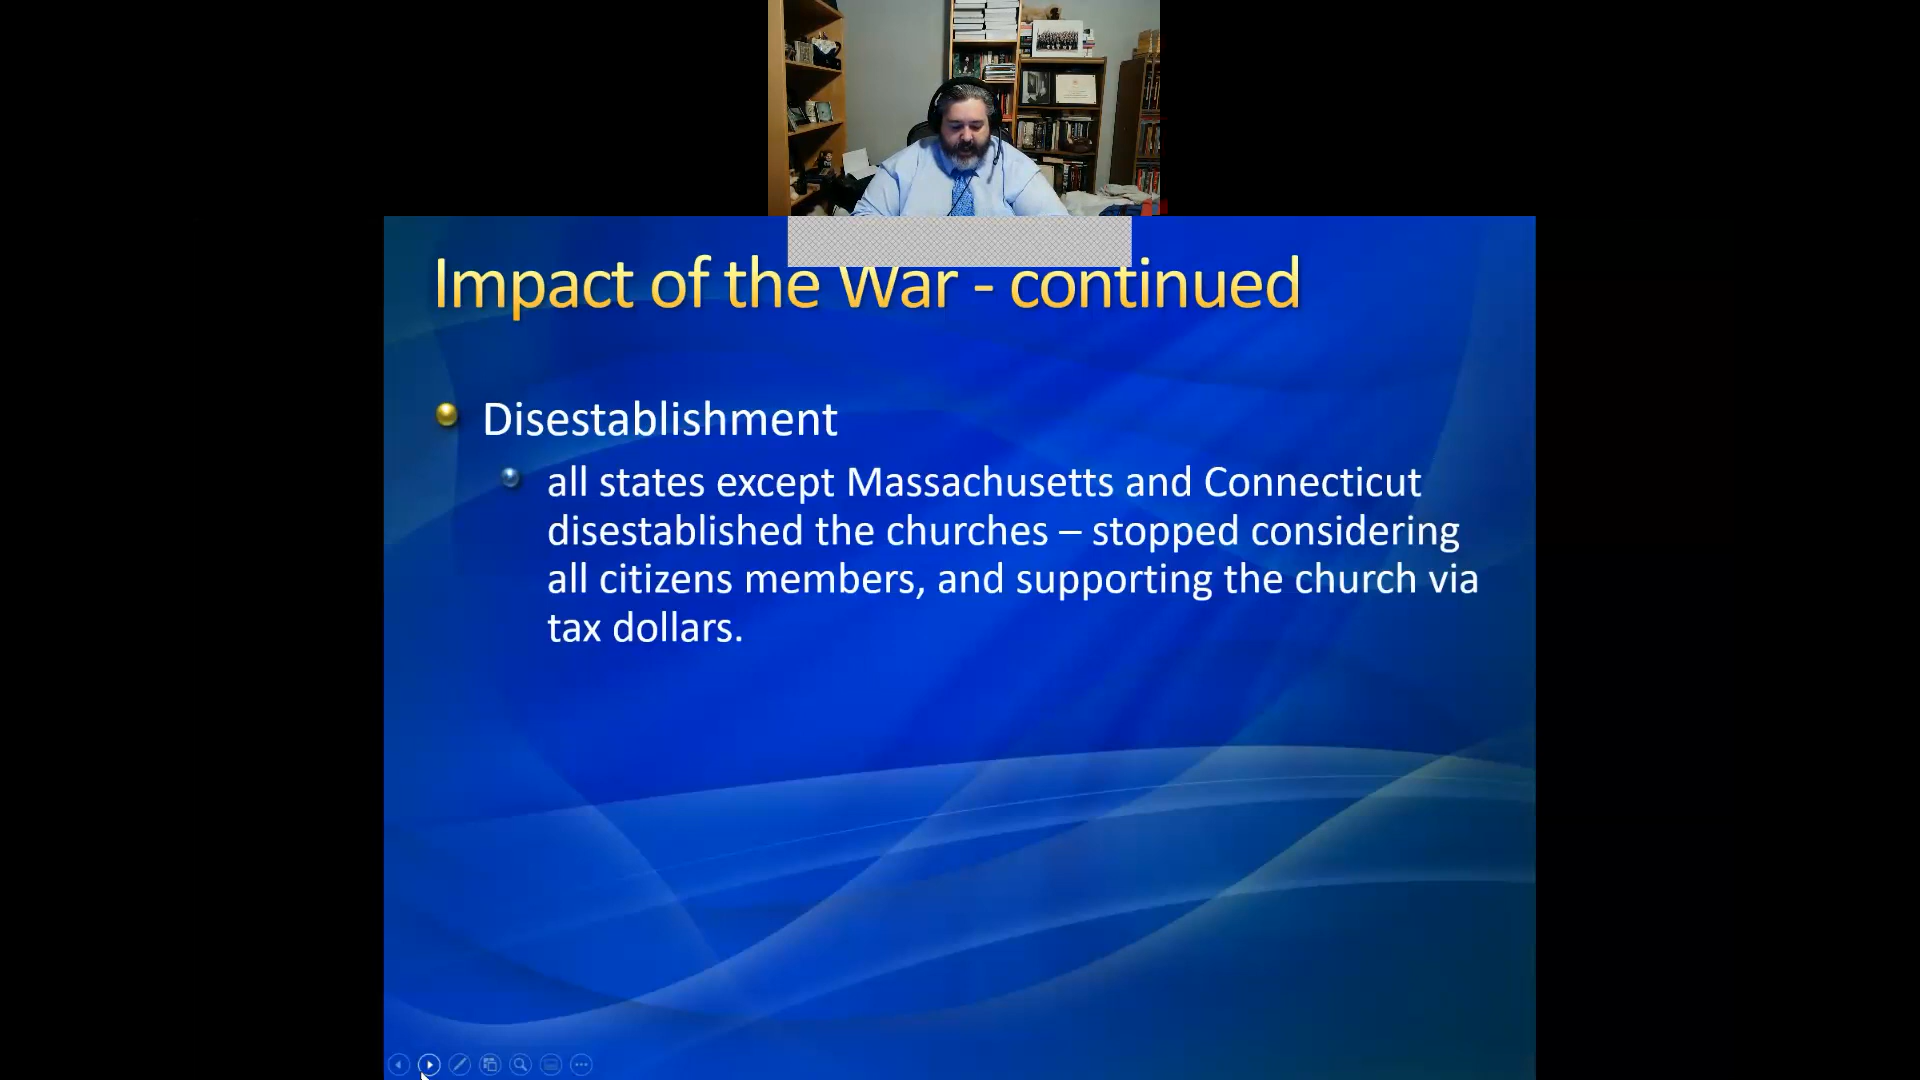 Impact of the War - continued
Disestablishment
all states except Massachusetts and Connecticut
disestablished the churches – stopped considering
all citizens members, and supporting the church via
tax dollars.